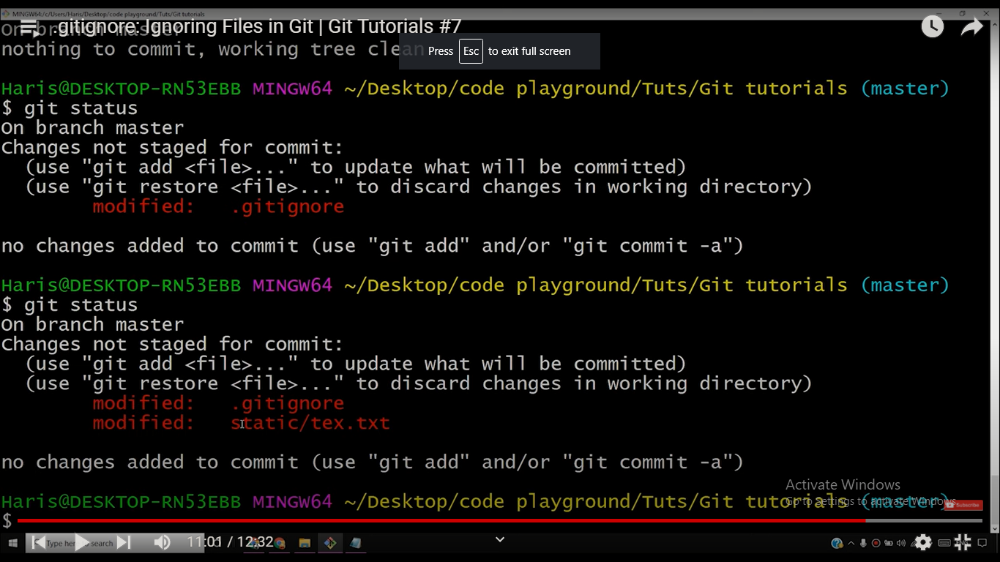 MINGW64:/c/Users/Haris/Desktop/code playground/Tuts/Git tutorials
.gitignore: Ignoring Files in Git | Git Tutorials #7
On branch master
nothing to commit, working tree clean
Press Esc to exit full screen
Haris@DESKTOP-RN53EBB MINGW64 ~/Desktop/code playground/Tuts/Git tutorials (master)
$ git status
On branch master
Changes not staged for commit:
(use "git add <file>..." to update what will be committed)
(use "git restore <file>..." to discard changes in working directory)
modified: .gitignore
no changes added to commit (use "git add" and/or "git commit -a")
Haris@DESKTOP-RN53EBB MINGW64 ~/Desktop/code playground/Tuts/Git tutorials (master)
$ git status
On branch master
Changes not staged for commit:
(use "git add <file>..." to update what will be committed)
(use "git restore <file>..." to discard changes in working directory)
modified: .gitignore
modified: static/tex.txt
no changes added to commit (use "git add" and/or "git commit -a")
Activate Windows
Haris@DESKTOP-RN53EBB MINGW64 ~/Desktop/code playground/Tuts/Git tutorials (master)
Go to Settings to activate Windows.
Subscribe
$
Type here to search
11:01 / 12:32